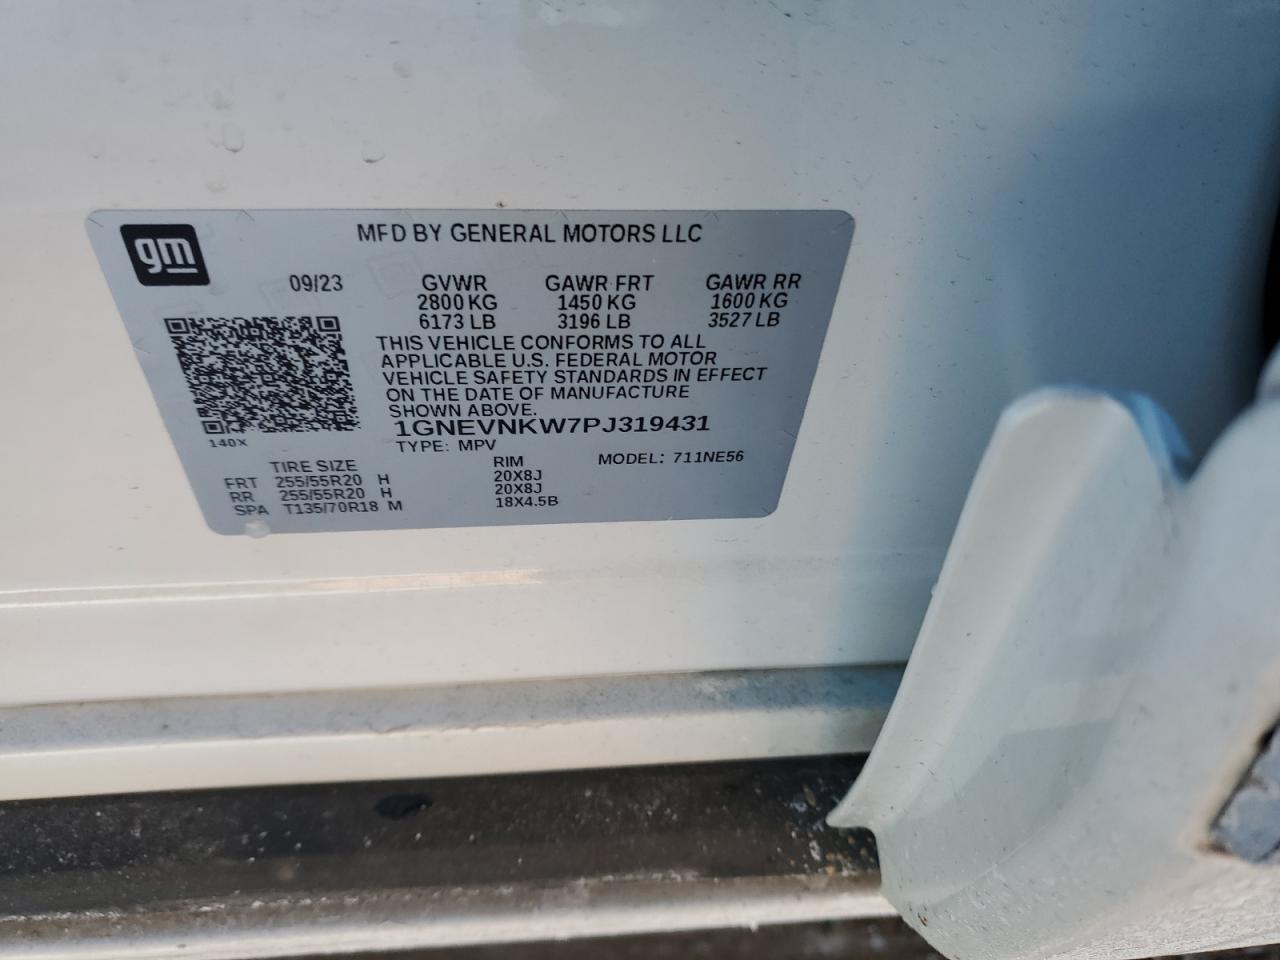 gm
MFD BY GENERAL MOTORS LLC
09/23 GVWR GAWR FRT GAWR RR
2800 KG 1450 KG 1600 KG
6173 LB 3196 LB 3527 LB
THIS VEHICLE CONFORMS TO ALL
APPLICABLE U.S. FEDERAL MOTOR
VEHICLE SAFETY STANDARDS IN EFFECT
ON THE DATE OF MANUFACTURE
SHOWN ABOVE.
1GNEVNKW7PJ319431
140X
TYPE: MPV
TIRE SIZE RIM MODEL: 711NE56
FRT 255/55R20 H 20X8J
RR 255/55R20 H 20X8J
SPA T135/70R18 M 18X4.5B